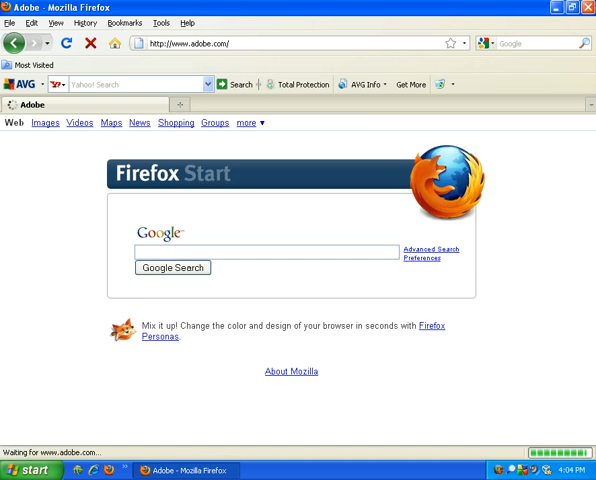 Adobe - Mozilla Firefox
File Edit View History Bookmarks Tools Help
http://www.adobe.com/ Google
Most Visited
AVG Yahoo! Search Search Total Protection AVG Info Get More
Adobe
Web Images Videos Maps News Shopping Groups more ▼
Firefox Start
Google™
Advanced Search
Preferences
Google Search
Mix it up! Change the color and design of your browser in seconds with Firefox
Personas.
About Mozilla
Waiting for www.adobe.com...
start » Adobe - Mozilla Firefox 4:04 PM